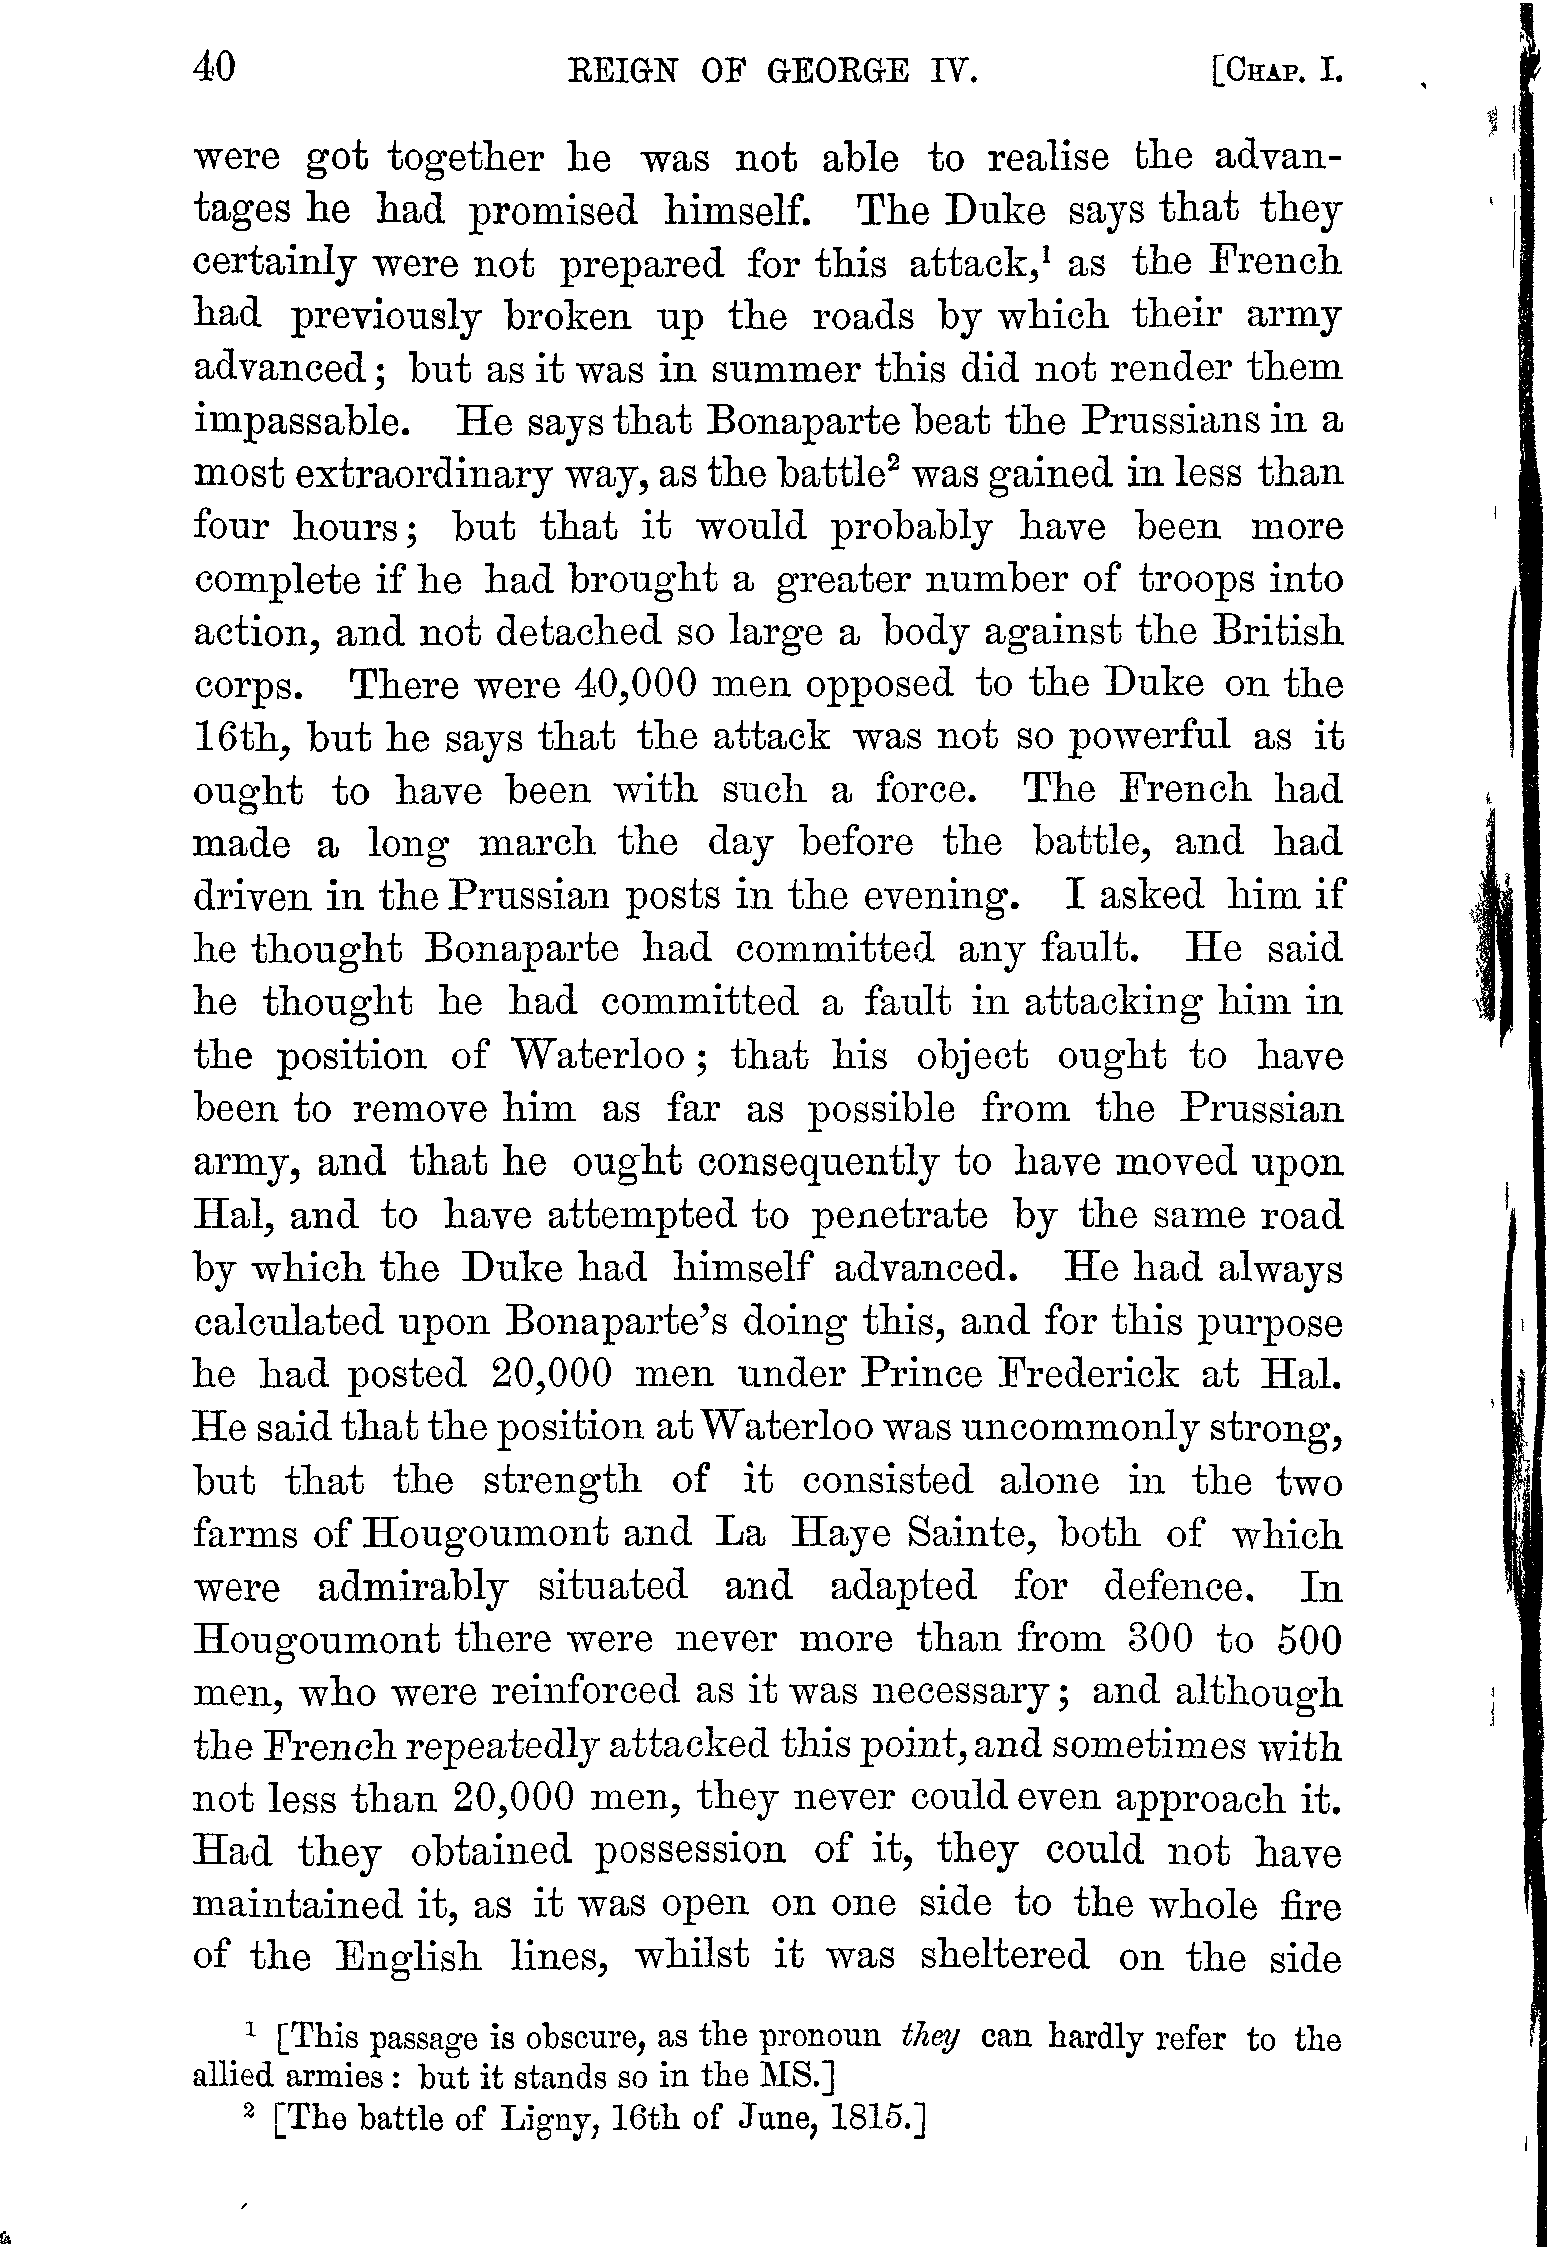 40 REIGN OF GEORGE IV. [CHAP. I.
were got together he was not able to realise the advan-
tages he had promised himself. The Duke says that they
certainly were not prepared for this attack,¹ as the French
had previously broken up the roads by which their army
advanced; but as it was in summer this did not render them
impassable. He says that Bonaparte beat the Prussians in a
most extraordinary way, as the battle² was gained in less than
four hours; but that it would probably have been more
complete if he had brought a greater number of troops into
action, and not detached so large a body against the British
corps. There were 40,000 men opposed to the Duke on the
16th, but he says that the attack was not so powerful as it
ought to have been with such a force. The French had
made a long march the day before the battle, and had
driven in the Prussian posts in the evening. I asked him if
he thought Bonaparte had committed any fault. He said
he thought he had committed a fault in attacking him in
the position of Waterloo; that his object ought to have
been to remove him as far as possible from the Prussian
army, and that he ought consequently to have moved upon
Hal, and to have attempted to penetrate by the same road
by which the Duke had himself advanced. He had always
calculated upon Bonaparte's doing this, and for this purpose
he had posted 20,000 men under Prince Frederick at Hal.
He said that the position at Waterloo was uncommonly strong,
but that the strength of it consisted alone in the two
farms of Hougoumont and La Haye Sainte, both of which
were admirably situated and adapted for defence. In
Hougoumont there were never more than from 300 to 500
men, who were reinforced as it was necessary; and although
the French repeatedly attacked this point, and sometimes with
not less than 20,000 men, they never could even approach it.
Had they obtained possession of it, they could not have
maintained it, as it was open on one side to the whole fire
of the English lines, whilst it was sheltered on the side
¹ [This passage is obscure, as the pronoun they can hardly refer to the
allied armies: but it stands so in the MS.]
² [The battle of Ligny, 16th of June, 1815.]